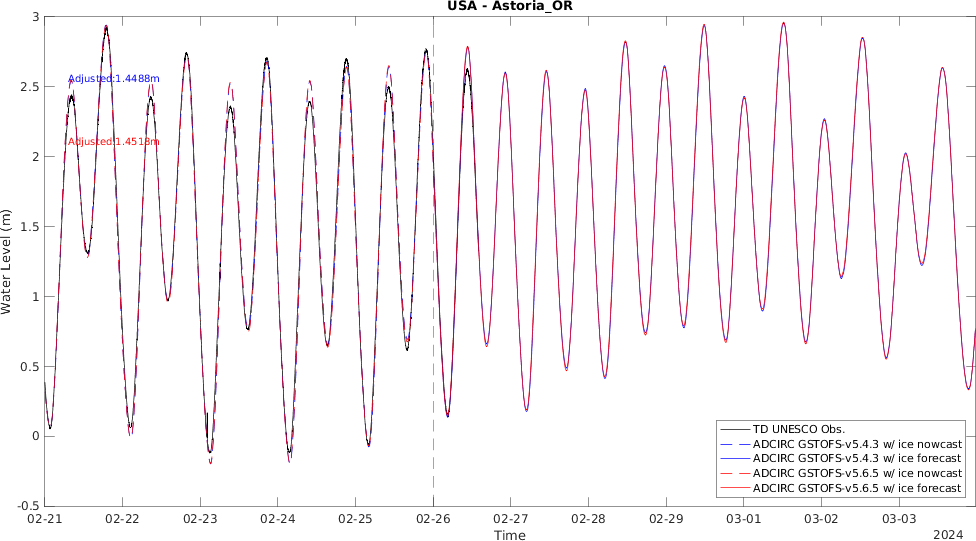 USA - Astoria_OR
3
2.5
2
1.5
1
0.5
0
-0.5
Water Level (m)
Adjusted:1.4488m
Adjusted:1.4518m
TD UNESCO Obs.
ADCIRC GSTOFS-v5.4.3 w/ ice nowcast
ADCIRC GSTOFS-v5.4.3 w/ ice forecast
ADCIRC GSTOFS-v5.6.5 w/ ice nowcast
ADCIRC GSTOFS-v5.6.5 w/ ice forecast
02-21 02-22 02-23 02-24 02-25 02-26 02-27 02-28 02-29 03-01 03-02 03-03
Time
2024